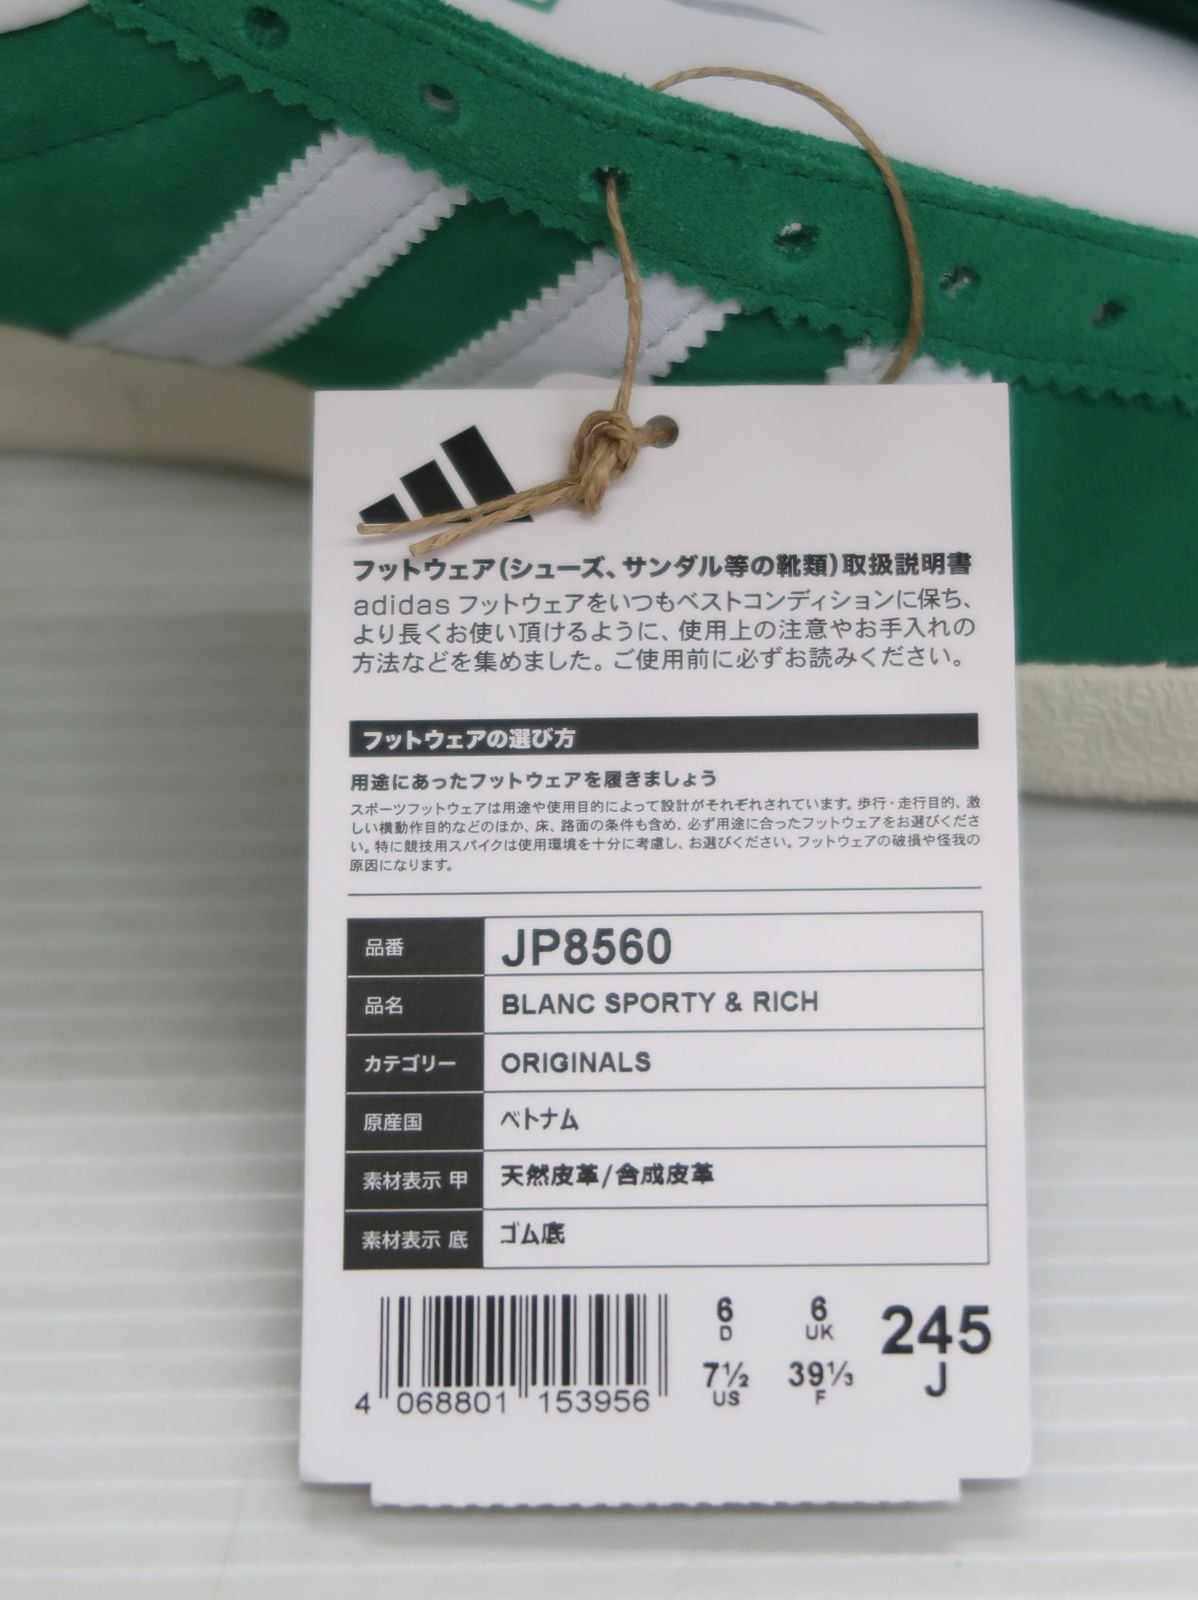 フットウェア(シューズ、サンダル等の靴類)取扱説明書
adidas フットウェアをいつもベストコンディションに保ち、
より長くお使い頂けるように、使用上の注意やお手入れの
方法などを集めました。ご使用前に必ずお読みください。
フットウェアの選び方
用途にあったフットウェアを履きましょう
スポーツフットウェアは用途や使用目的によって設計がそれぞれされています。歩行・走行目的、激
しい横動作目的などのほか、床、路面の条件も含め、必ず用途に合ったフットウェアをお選びくださ
い。特に競技用スパイクは使用環境を十分に考慮し、お選びください。フットウェアの破損や怪我の
原因になります。
品番 JP8560
品名 BLANC SPORTY & RICH
カテゴリー ORIGINALS
原産国 ベトナム
素材表示 甲 天然皮革/合成皮革
素材表示 底 ゴム底
6 6 245
D UK J
7½ 39⅓
US F
4 068801 153956